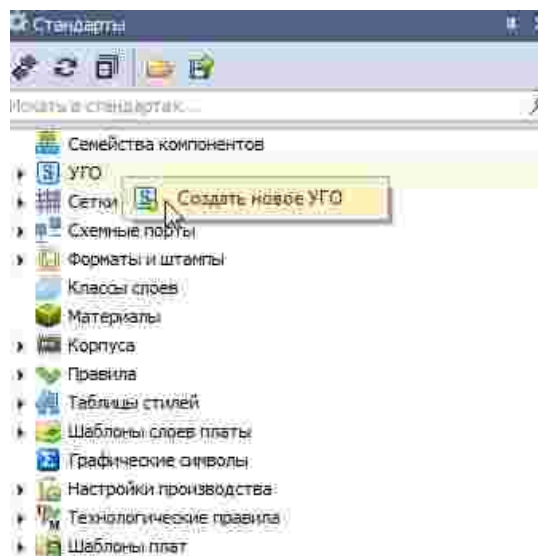 Стандарты
Искать в стандартах...
Семейства компонентов
УГО
Создать новое УГО
Сетки
Схемные порты
Форматы и штампы
Классы слоев
Материалы
Корпуса
Правила
Таблицы стилей
Шаблоны слоев платы
Графические символы
Настройки производства
Технологические правила
Шаблоны плат